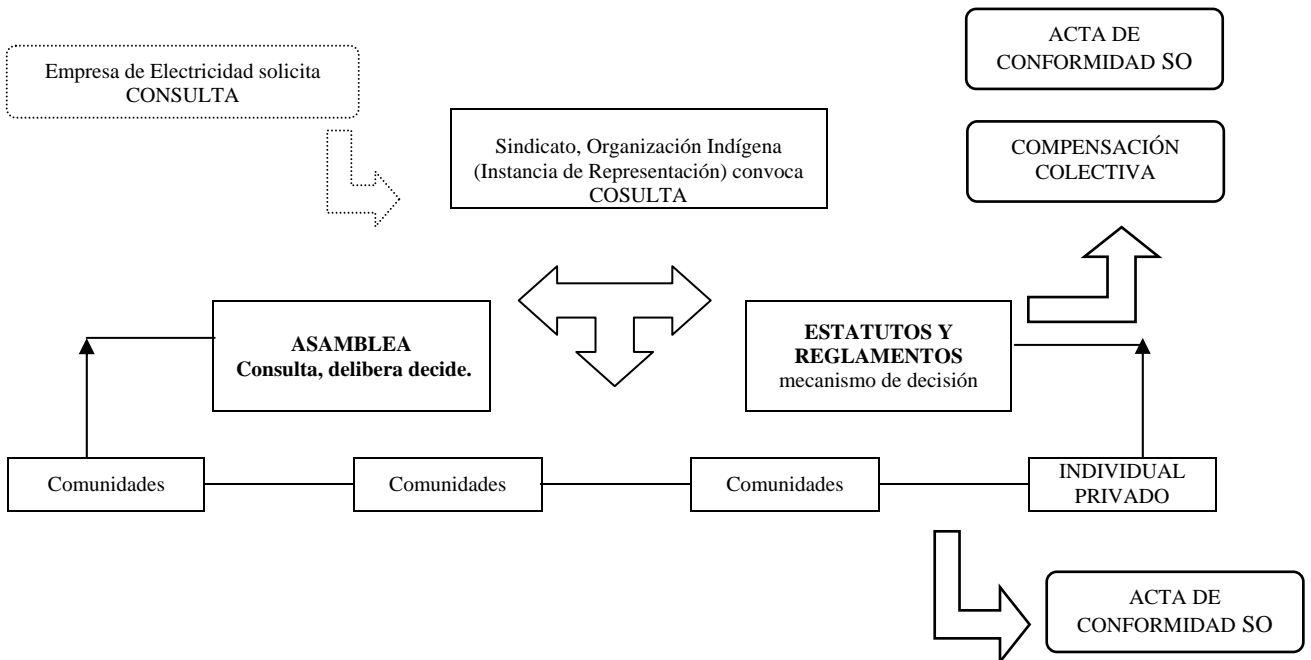 Empresa de Electricidad solicita
CONSULTA
Sindicato, Organización Indígena
(Instancia de Representación) convoca
COSULTA
ACTA DE
CONFORMIDAD SO
COMPENSACIÓN
COLECTIVA
ASAMBLEA
Consulta, delibera decide.
ESTATUTOS Y
REGLAMENTOS
mecanismo de decisión
Comunidades
Comunidades
Comunidades
INDIVIDUAL
PRIVADO
ACTA DE
CONFORMIDAD SO